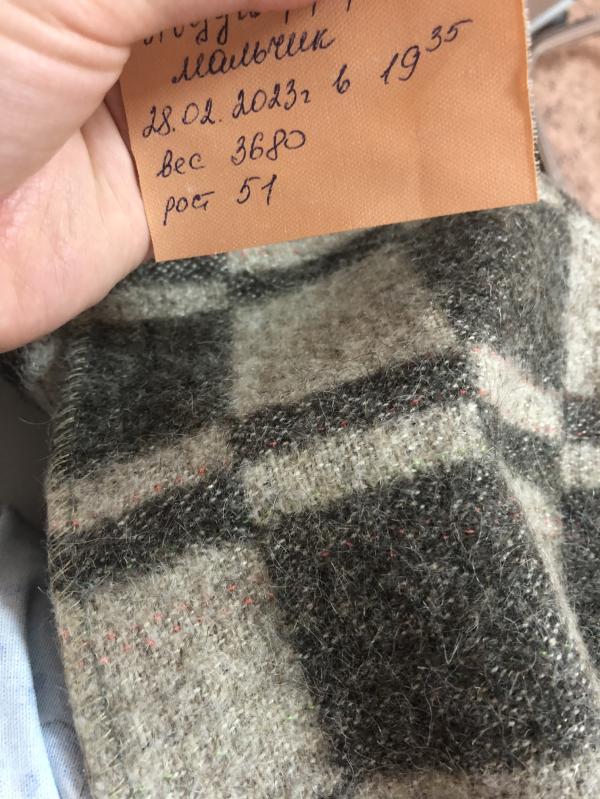 мальчик
28.02.2023г в 19 35
вес 3680
рост 51